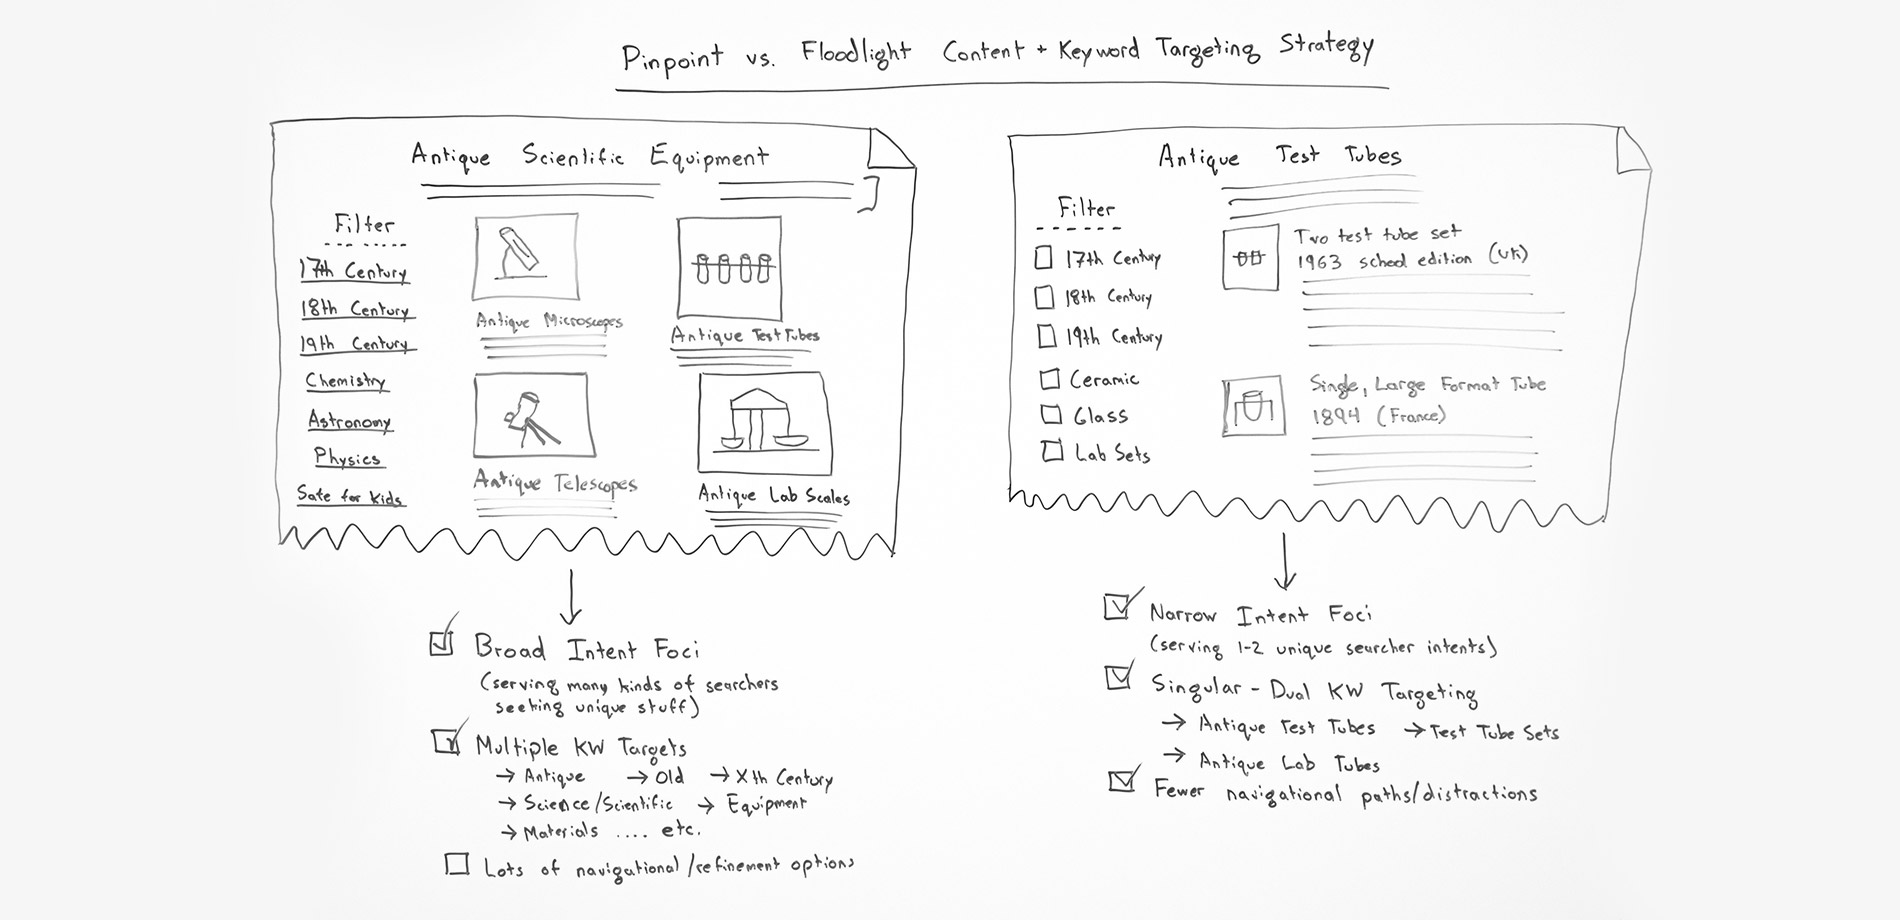 Pinpoint vs. Floodlight Content + Keyword Targeting Strategy
Antique Scientific Equipment
Filter
17th Century
18th Century
19th Century
Chemistry
Astronomy
Physics
Safe for Kids
Antique Microscopes
Antique Test Tubes
Antique Telescopes
Antique Lab Scales
Broad Intent Foci
(serving many kinds of searchers
seeking unique stuff)
Multiple KW Targets
→ Antique → Old → Xth Century
→ Science/Scientific → Equipment
→ Materials .... etc.
Lots of navigational/refinement options
Antique Test Tubes
Filter
17th Century
18th Century
19th Century
Ceramic
Glass
Lab Sets
Two test tube set
1963 school edition (UK)
Single, Large Format Tube
1894 (France)
Narrow Intent Foci
(serving 1-2 unique searcher intents)
Singular - Dual KW Targeting
→ Antique Test Tubes → Test Tube Sets
→ Antique Lab Tubes
Fewer navigational paths/distractions